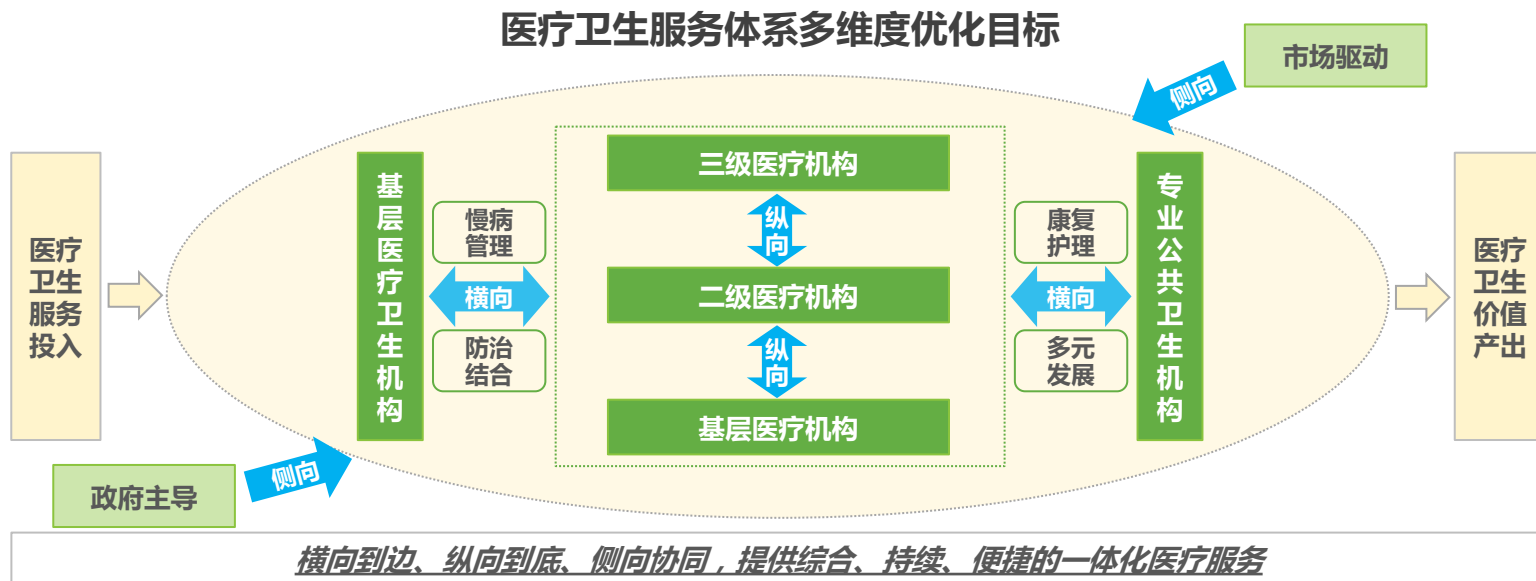 医疗卫生服务体系多维度优化目标
市场驱动
侧向
医疗
卫生
服务
投入
基
层
医
疗
卫
生
机
构
慢病
管理
横向
防治
结合
三级医疗机构
纵
向
二级医疗机构
纵
向
基层医疗机构
康复
护理
横向
多元
发展
专
业
公
共
卫
生
机
构
医疗
卫生
价值
产出
侧向
政府主导
横向到边、纵向到底、侧向协同，提供综合、持续、便捷的一体化医疗服务